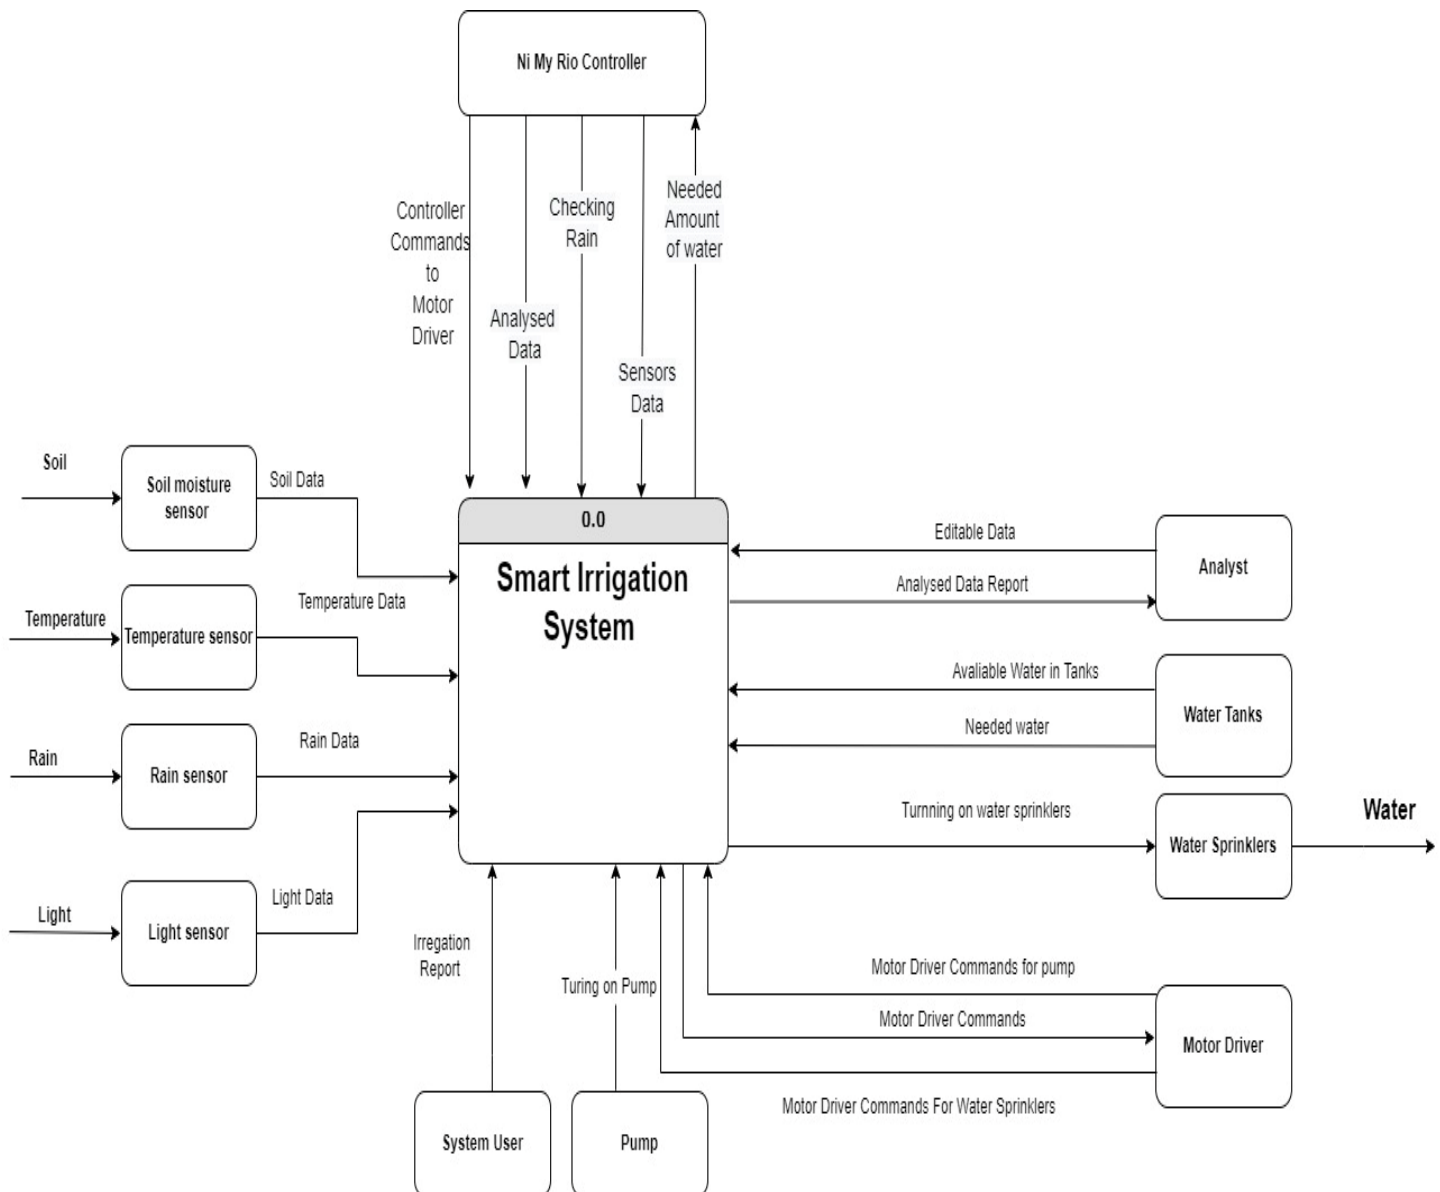 Ni My Rio Controller
Controller
Commands
to
Motor
Driver
Analysed
Data
Checking
Rain
Sensors
Data
Needed
Amount
of water
Soil
Soil moisture
sensor
Soil Data
Temperature
Temperature sensor
Temperature Data
Rain
Rain sensor
Rain Data
Light
Light sensor
Light Data
0.0
Smart Irrigation
System
Editable Data
Analysed Data Report
Analyst
Avaliable Water in Tanks
Needed water
Water Tanks
Turnning on water sprinklers
Water Sprinklers
Water
Irregation
Report
Turing on Pump
Motor Driver Commands for pump
Motor Driver Commands
Motor Driver
Motor Driver Commands For Water Sprinklers
System User
Pump